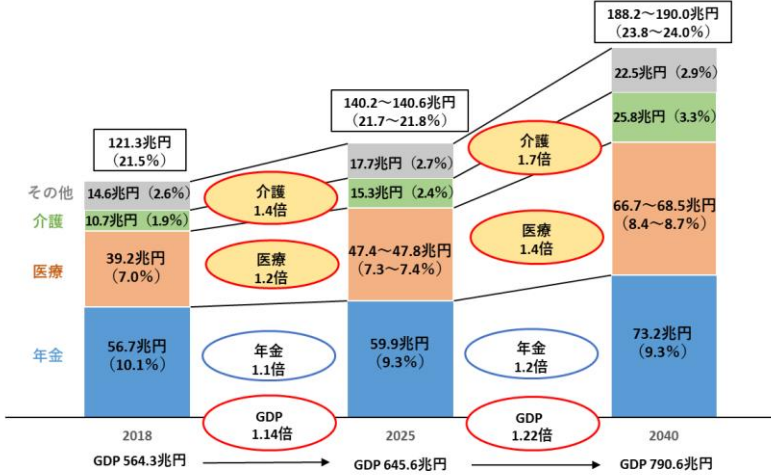 188.2～190.0兆円
(23.8～24.0%)
140.2～140.6兆円
(21.7～21.8%)
121.3兆円
(21.5%)
その他
介護
医療
年金
14.6兆円（2.6%）
10.7兆円（1.9%）
39.2兆円
（7.0%）
56.7兆円
（10.1%）
介護
1.4倍
医療
1.2倍
年金
1.1倍
GDP
1.14倍
17.7兆円（2.7%）
15.3兆円（2.4%）
47.4～47.8兆円
（7.3～7.4%）
59.9兆円
（9.3%）
介護
1.7倍
医療
1.4倍
年金
1.2倍
GDP
1.22倍
22.5兆円（2.9%）
25.8兆円（3.3%）
66.7～68.5兆円
（8.4～8.7%）
73.2兆円
（9.3%）
2018
2025
2040
GDP 564.3兆円
GDP 645.6兆円
GDP 790.6兆円